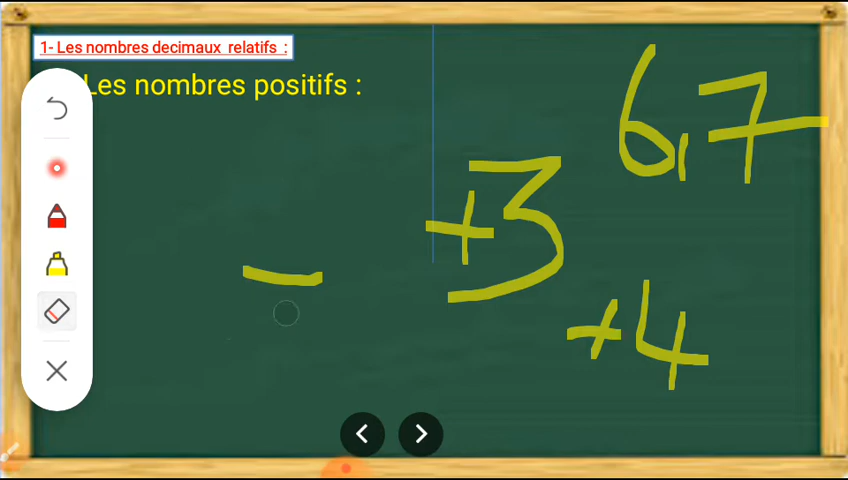 1- Les nombres decimaux relatifs :
Les nombres positifs :
6,7
+3
-
+4